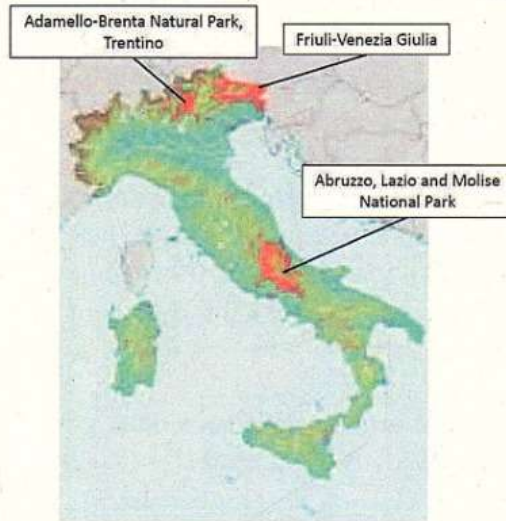 Adamello-Brenta Natural Park,
Trentino
Friuli-Venezia Giulia
Abruzzo, Lazio and Molise
National Park